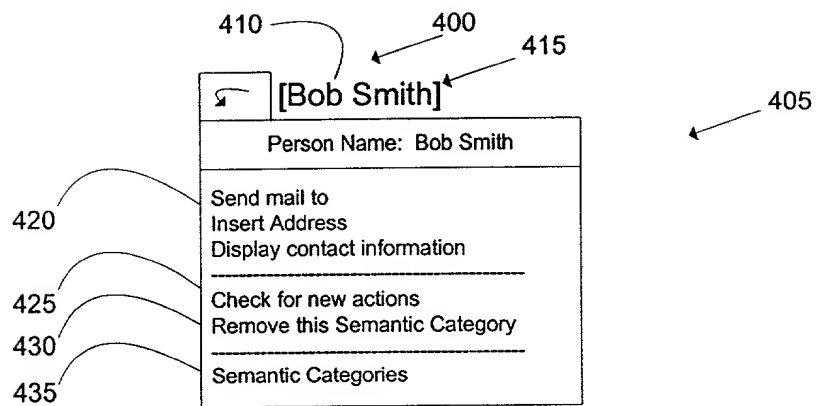 410
400
415
[Bob Smith]
405
Person Name: Bob Smith
Send mail to
420
Insert Address
Display contact information
425
Check for new actions
430
Remove this Semantic Category
435
Semantic Categories